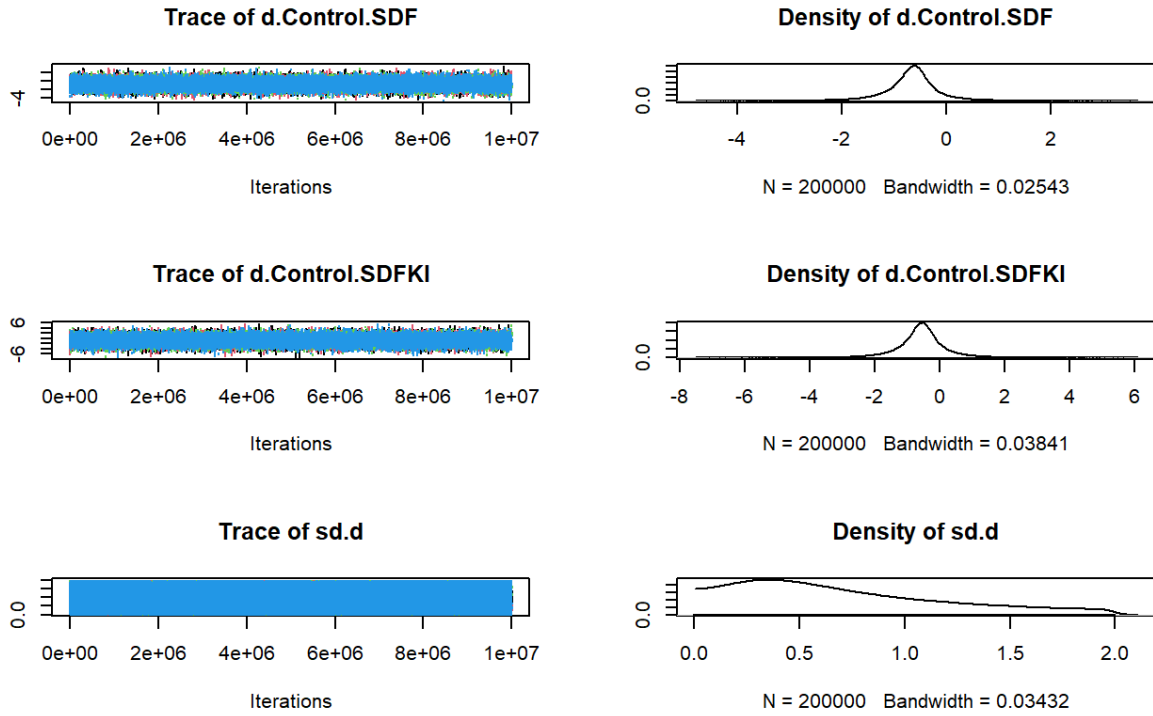 Trace of d.Control.SDF
-4
0e+00 2e+06 4e+06 6e+06 8e+06 1e+07
Iterations
Density of d.Control.SDF
0.0
-4 -2 0 2
N = 200000 Bandwidth = 0.02543
Trace of d.Control.SDFKI
6
-6
0e+00 2e+06 4e+06 6e+06 8e+06 1e+07
Iterations
Density of d.Control.SDFKI
0.0
-8 -6 -4 -2 0 2 4 6
N = 200000 Bandwidth = 0.03841
Trace of sd.d
0.0
0e+00 2e+06 4e+06 6e+06 8e+06 1e+07
Iterations
Density of sd.d
0.0
0.0 0.5 1.0 1.5 2.0
N = 200000 Bandwidth = 0.03432